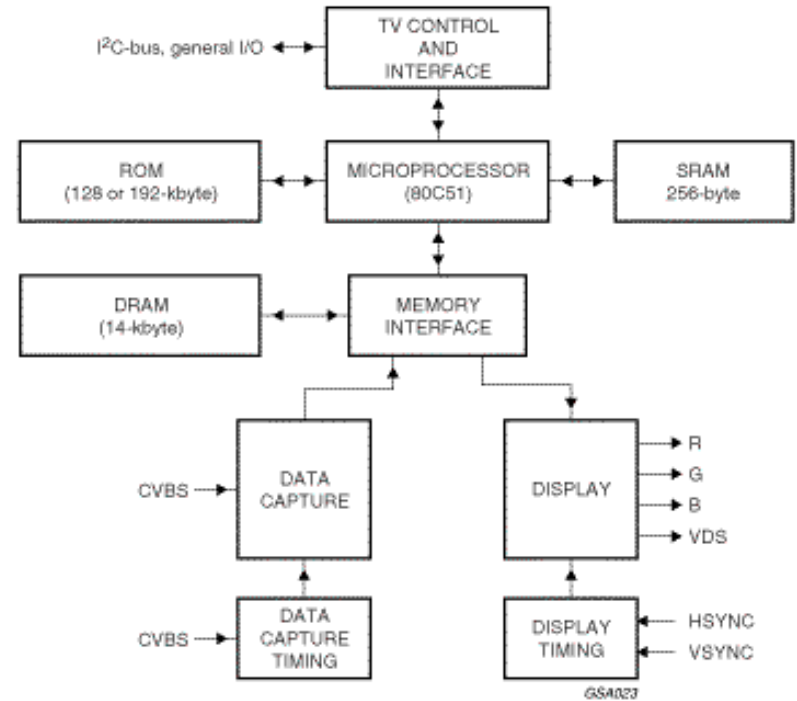 TV CONTROL
AND
INTERFACE
I²C-bus, general I/O
ROM
(128 or 192-kbyte)
MICROPROCESSOR
(80C51)
SRAM
256-byte
DRAM
(14-kbyte)
MEMORY
INTERFACE
CVBS
DATA
CAPTURE
DISPLAY
R
G
B
VDS
CVBS
DATA
CAPTURE
TIMING
DISPLAY
TIMING
HSYNC
VSYNC
GSA023